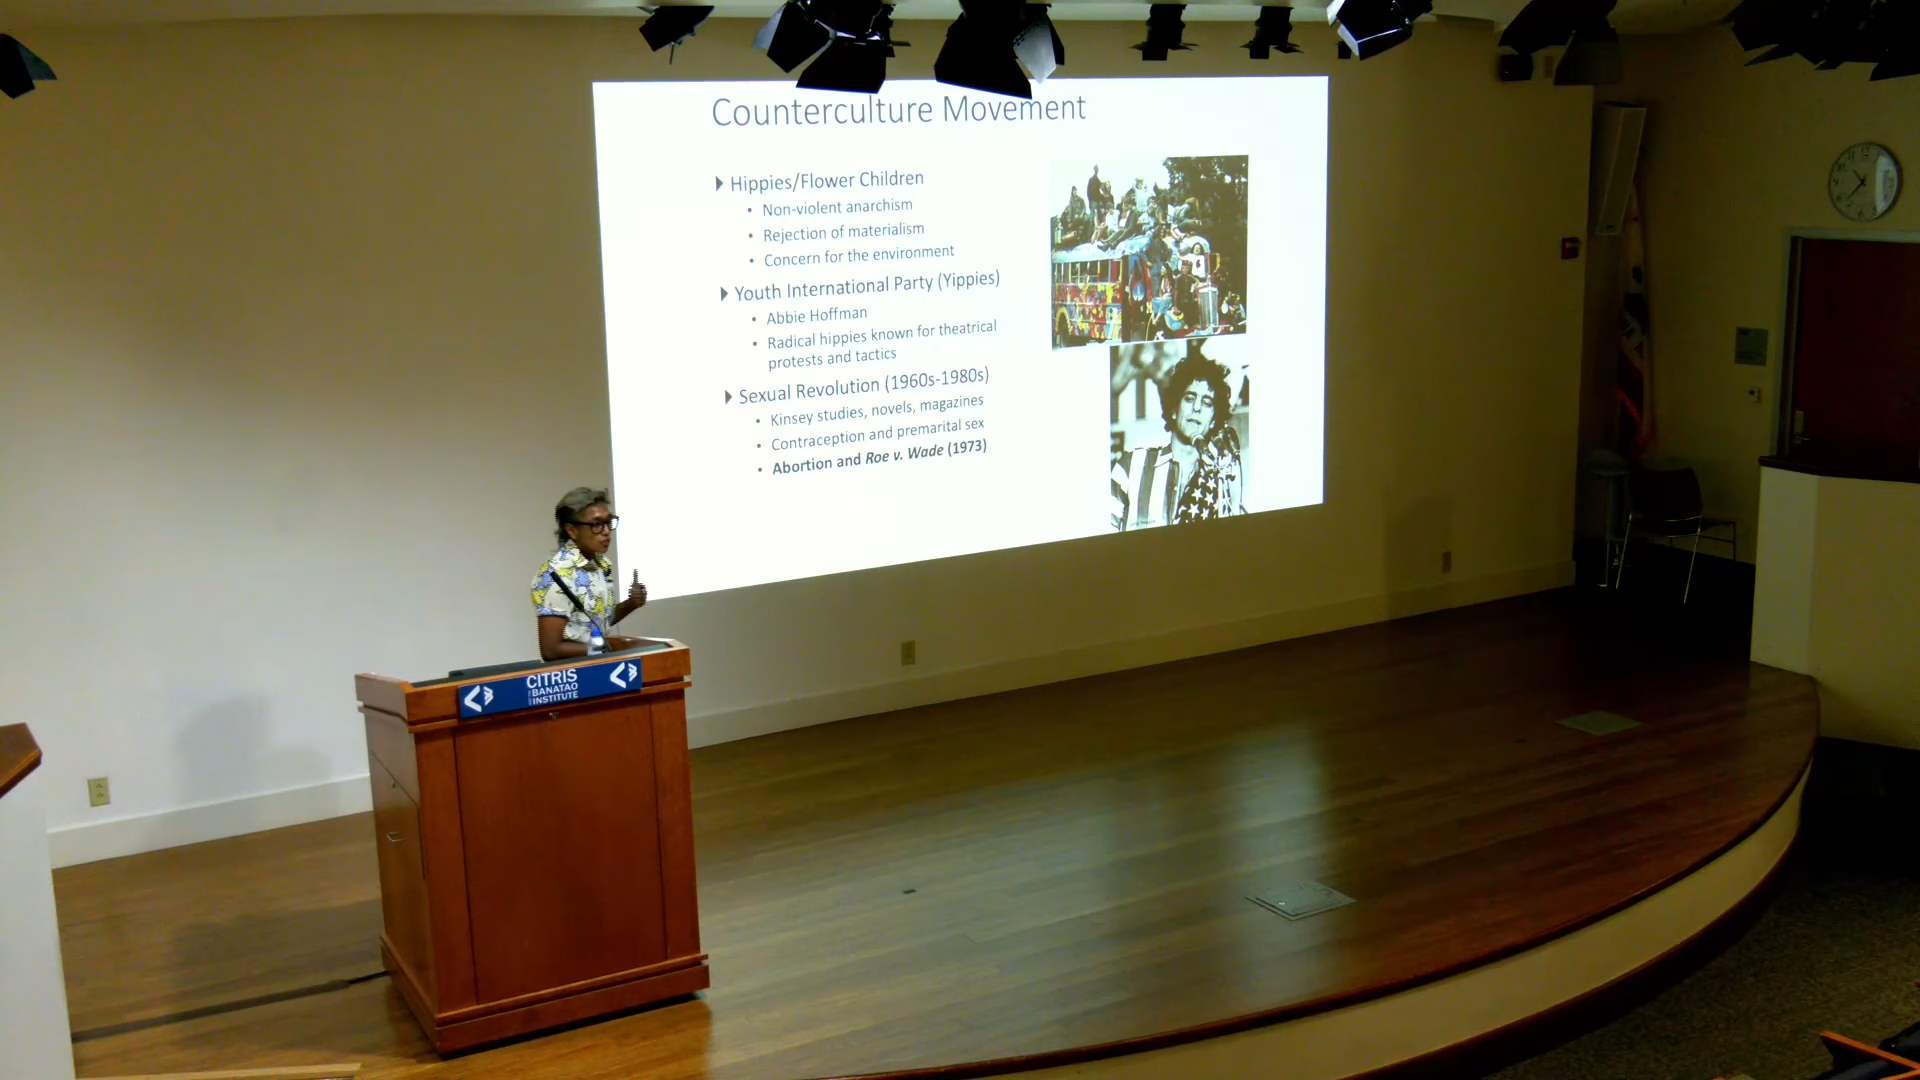 Counterculture Movement
Hippies/Flower Children
• Non-violent anarchism
• Rejection of materialism
• Concern for the environment
Youth International Party (Yippies)
• Abbie Hoffman
• Radical hippies known for theatrical
protests and tactics
Sexual Revolution (1960s-1980s)
• Kinsey studies, novels, magazines
• Contraception and premarital sex
• Abortion and Roe v. Wade (1973)
CITRIS
BANATAO
INSTITUTE